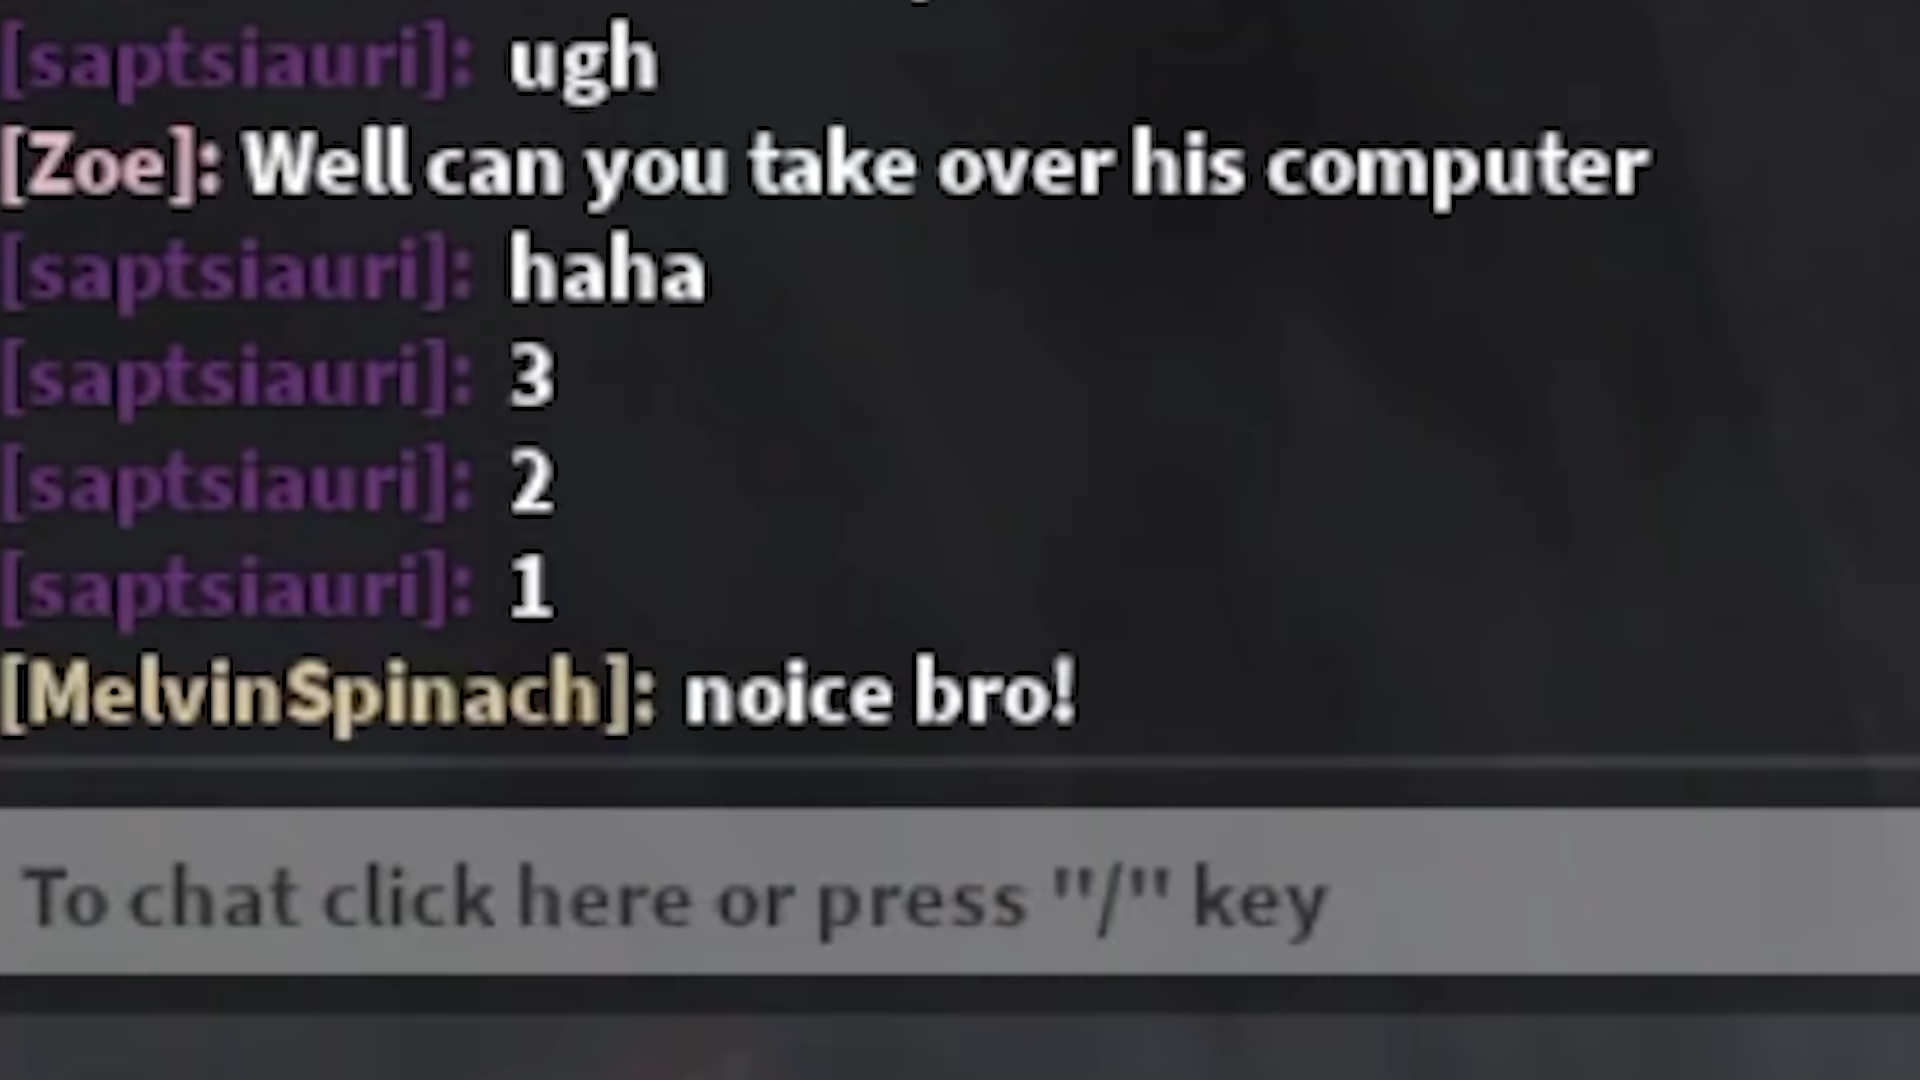 [saptsiauri]: ugh
[Zoe]: Well can you take over his computer
[saptsiauri]: haha
[saptsiauri]: 3
[saptsiauri]: 2
[saptsiauri]: 1
[MelvinSpinach]: noice bro!
To chat click here or press "/" key